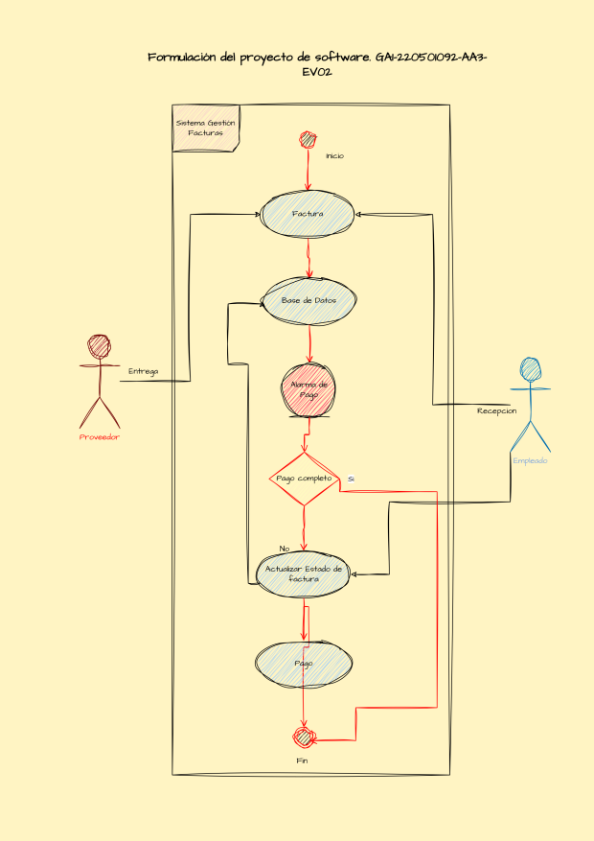 Formulación del proyecto de software. GA1-220501092-AA3-
EV02
Sistema Gestión
Facturas
Inicio
Factura
Base de Datos
Alarma de
Pago
Entrega
Proveedor
Recepcion
Empleado
Pago completo
Si
No
Actualizar Estado de
factura
Pago
Fin